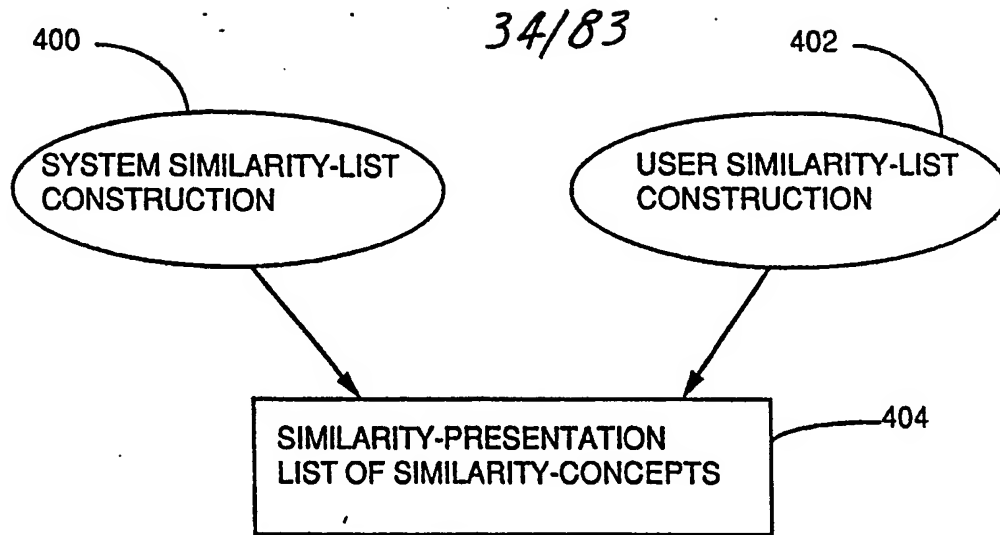 34/83
400
402
SYSTEM SIMILARITY-LIST
CONSTRUCTION
USER SIMILARITY-LIST
CONSTRUCTION
SIMILARITY-PRESENTATION
LIST OF SIMILARITY-CONCEPTS
404